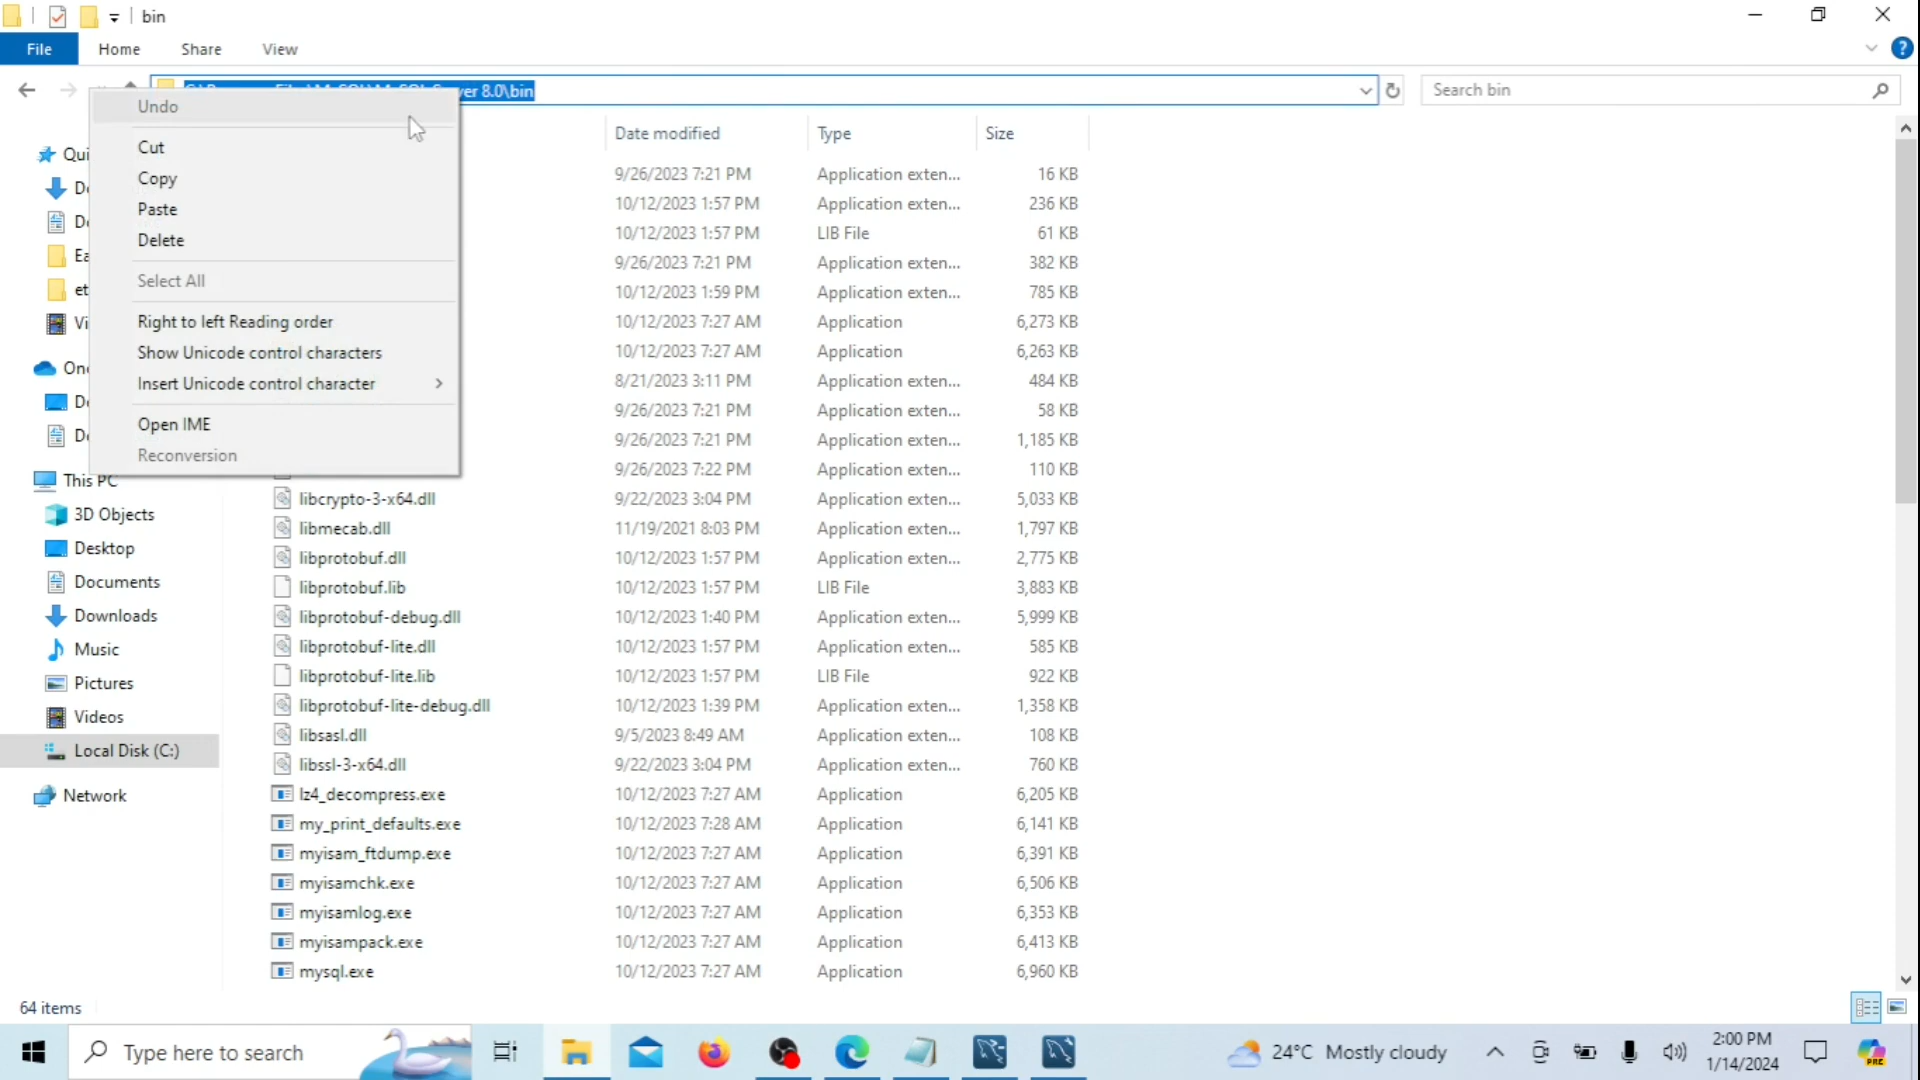 bin
File Home Share View
ver 8.0\bin
Search bin
Undo
Cut
Copy
Paste
Delete
Select All
Right to left Reading order
Show Unicode control characters
Insert Unicode control character
Open IME
Reconversion
This PC
3D Objects
Desktop
Documents
Downloads
Music
Pictures
Videos
Local Disk (C:)
Network
Date modified Type Size
9/26/2023 7:21 PM Application exten... 16 KB
10/12/2023 1:57 PM Application exten... 236 KB
10/12/2023 1:57 PM LIB File 61 KB
9/26/2023 7:21 PM Application exten... 382 KB
10/12/2023 1:59 PM Application exten... 785 KB
10/12/2023 7:27 AM Application 6,273 KB
10/12/2023 7:27 AM Application 6,263 KB
8/21/2023 3:11 PM Application exten... 484 KB
9/26/2023 7:21 PM Application exten... 58 KB
9/26/2023 7:21 PM Application exten... 1,185 KB
9/26/2023 7:22 PM Application exten... 110 KB
libcrypto-3-x64.dll 9/22/2023 3:04 PM Application exten... 5,033 KB
libmecab.dll 11/19/2021 8:03 PM Application exten... 1,797 KB
libprotobuf.dll 10/12/2023 1:57 PM Application exten... 2,775 KB
libprotobuf.lib 10/12/2023 1:57 PM LIB File 3,883 KB
libprotobuf-debug.dll 10/12/2023 1:40 PM Application exten... 5,999 KB
libprotobuf-lite.dll 10/12/2023 1:57 PM Application exten... 585 KB
libprotobuf-lite.lib 10/12/2023 1:57 PM LIB File 922 KB
libprotobuf-lite-debug.dll 10/12/2023 1:39 PM Application exten... 1,358 KB
libsasl.dll 9/5/2023 8:49 AM Application exten... 108 KB
libssl-3-x64.dll 9/22/2023 3:04 PM Application exten... 760 KB
lz4_decompress.exe 10/12/2023 7:27 AM Application 6,205 KB
my_print_defaults.exe 10/12/2023 7:28 AM Application 6,141 KB
myisam_ftdump.exe 10/12/2023 7:27 AM Application 6,391 KB
myisamchk.exe 10/12/2023 7:27 AM Application 6,506 KB
myisamlog.exe 10/12/2023 7:27 AM Application 6,353 KB
myisampack.exe 10/12/2023 7:27 AM Application 6,413 KB
mysql.exe 10/12/2023 7:27 AM Application 6,960 KB
64 items
Type here to search
24°C Mostly cloudy
2:00 PM
1/14/2024
PRE